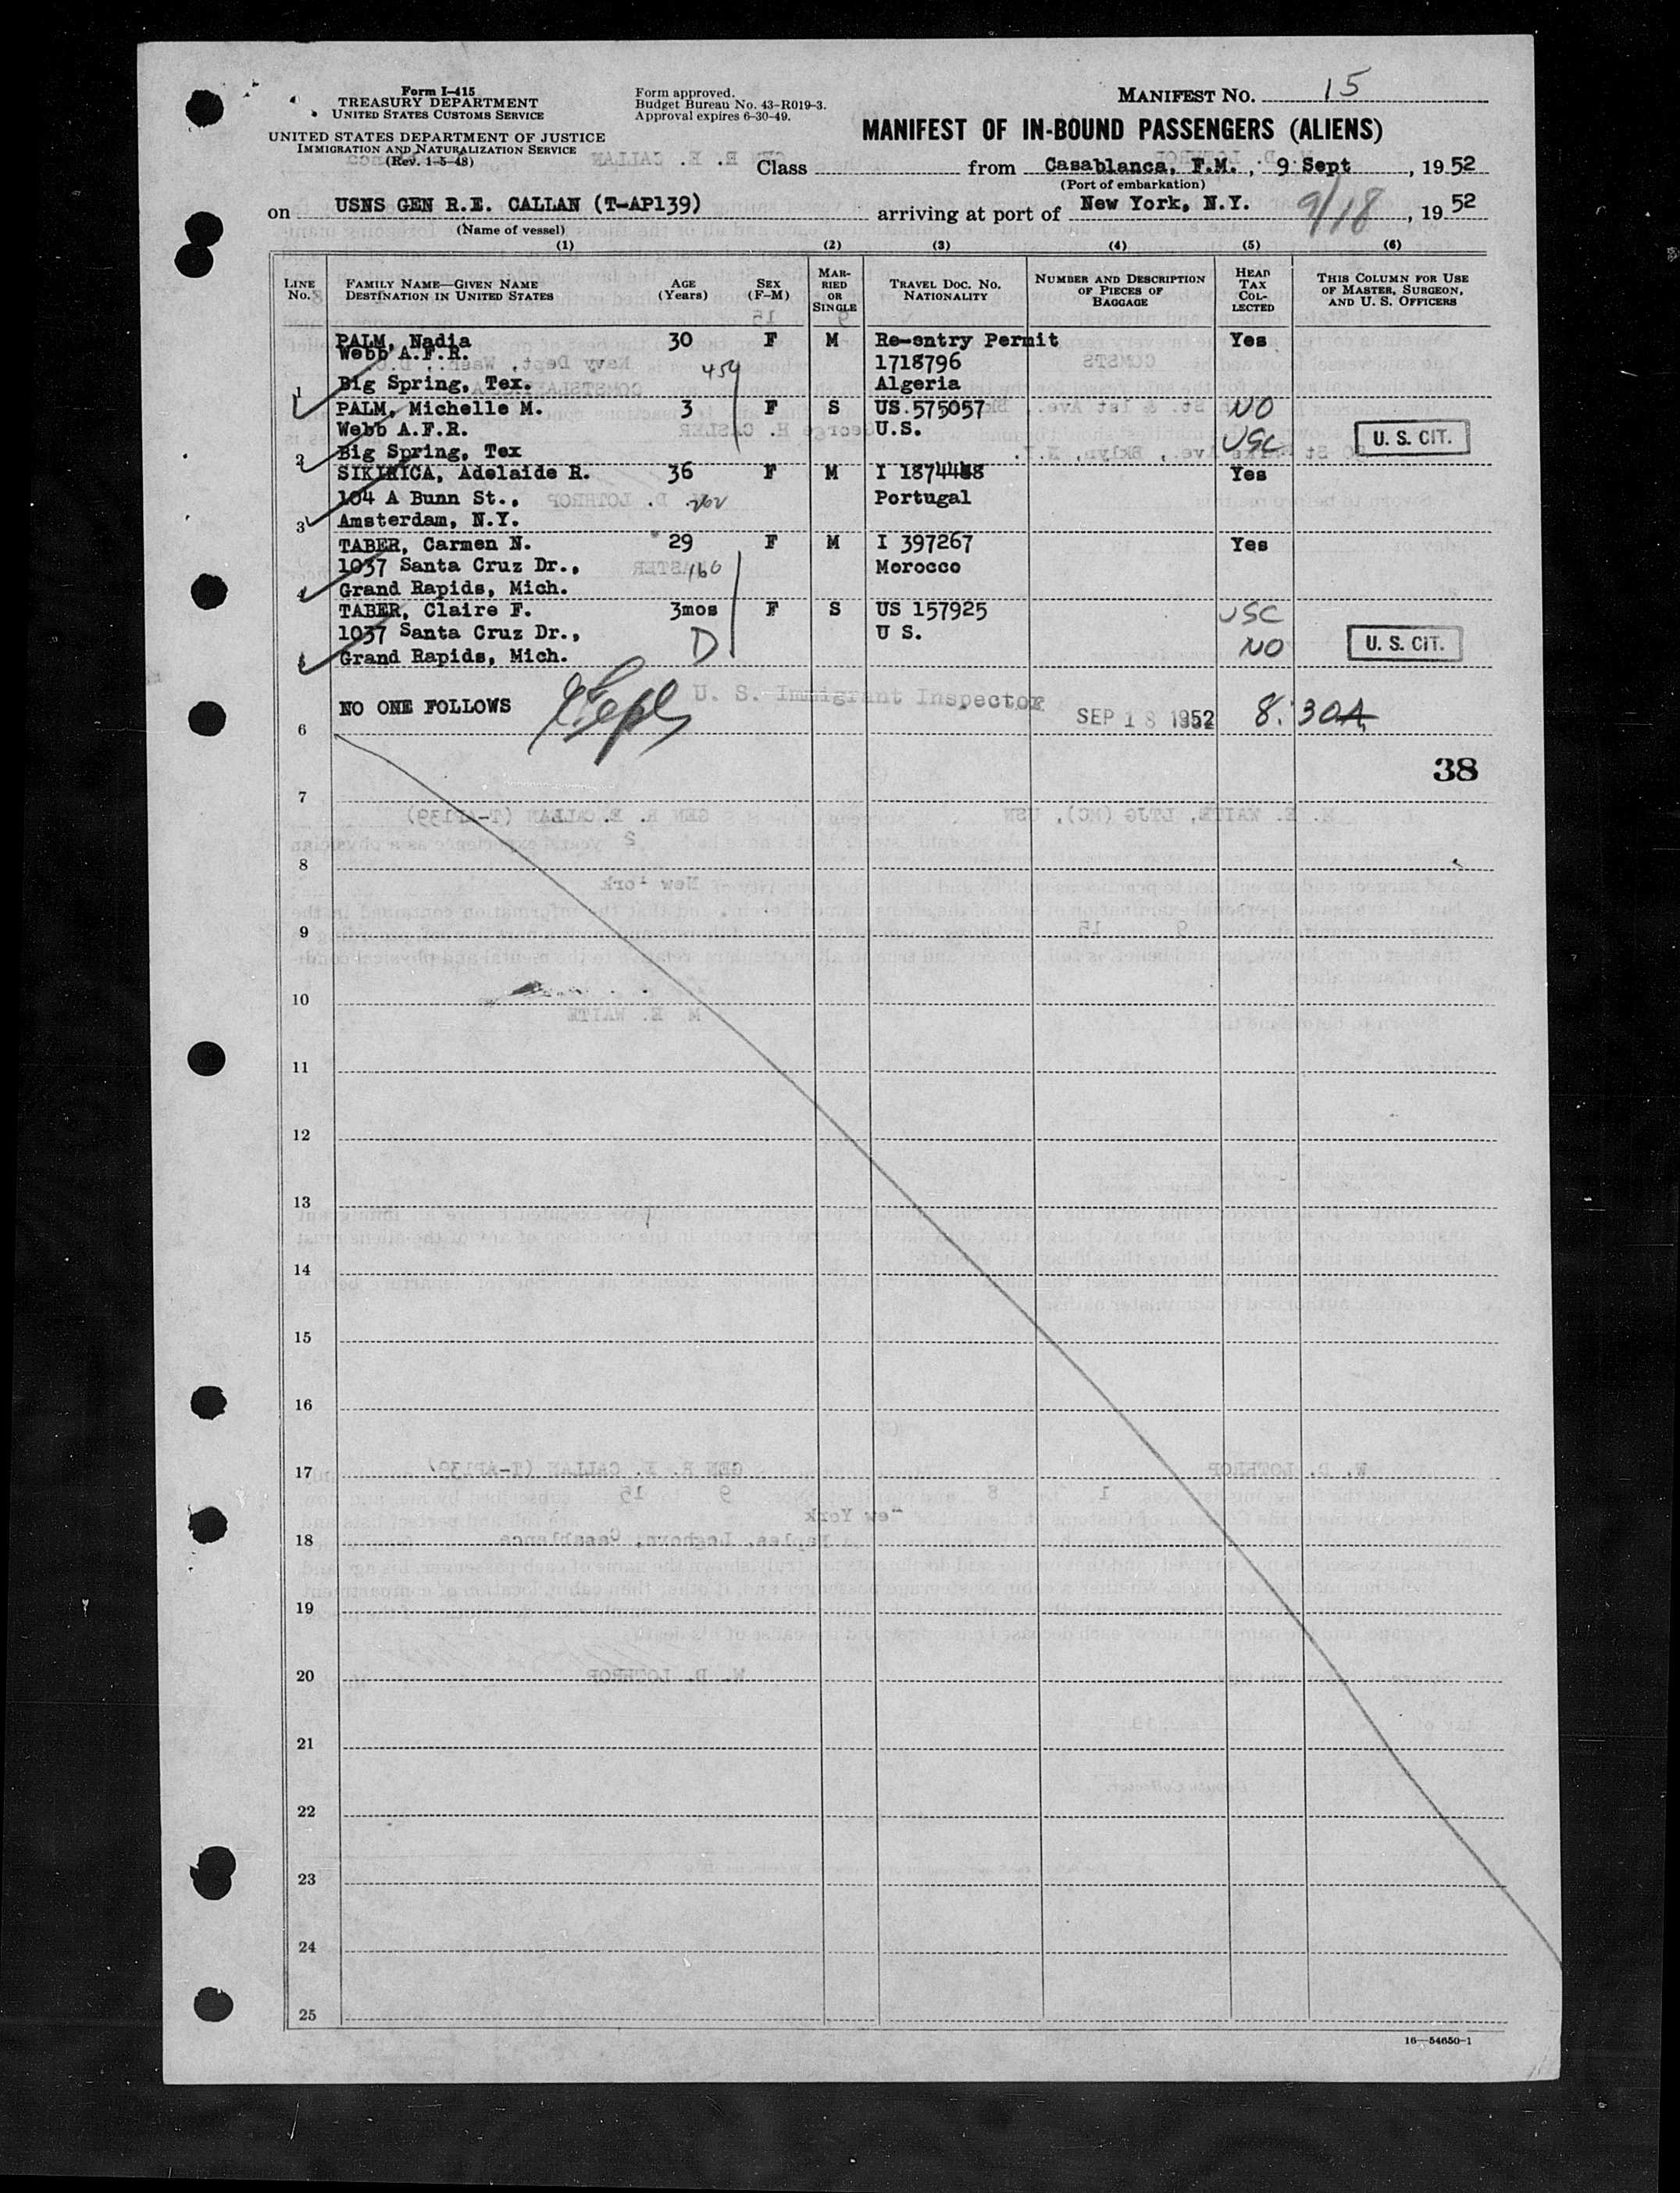 Form I-415
TREASURY DEPARTMENT
UNITED STATES CUSTOMS SERVICE
UNITED STATES DEPARTMENT OF JUSTICE
IMMIGRATION AND NATURALIZATION SERVICE
(Rev. 1-5-48)
Form approved.
Budget Bureau No. 43-R019-3.
Approval expires 6-30-49.
MANIFEST NO. 15
MANIFEST OF IN-BOUND PASSENGERS (ALIENS)
Class from Casablanca, F.M., 9 Sept, 1952
(Port of embarkation)
on USNS GEN R.E. CALLAN (T-AP139) arriving at port of New York, N.Y. 9/18, 1952
(Name of vessel)
(1) (2) (3) (4) (5) (6)
LINE No. FAMILY NAME—GIVEN NAME DESTINATION IN UNITED STATES AGE (Years) SEX (F-M) MARRIED OR SINGLE TRAVEL DOC. NO. NATIONALITY NUMBER AND DESCRIPTION OF PIECES OF BAGGAGE HEAD TAX COLLECTED THIS COLUMN FOR USE OF MASTER, SURGEON, AND U. S. OFFICERS
PALM, Nadia 30 F M Re-entry Permit Yes
Webb A.F.R. 454 1718796
1 Big Spring, Tex. Algeria
PALM, Michelle M. 3 F S US 575057 NO
Webb A.F.R. U.S. USC U. S. CIT.
2 Big Spring, Tex
SIKINICA, Adelaide R. 36 F M I 1874448 Yes
104 A Bunn St., 262 Portugal
3 Amsterdam, N.Y.
TABER, Carmen N. 29 F M I 397267 Yes
1037 Santa Cruz Dr., 160 Morocco
4 Grand Rapids, Mich.
TABER, Claire F. 3mos F S US 157925 USC
1037 Santa Cruz Dr., D U S. NO U. S. CIT.
5 Grand Rapids, Mich.
U. S. Immigrant Inspector
6 NO ONE FOLLOWS SEP 18 1952 8:30A
38
7
8
9
10
11
12
13
14
15
16
17
18
19
20
21
22
23
24
25
16—54650-1